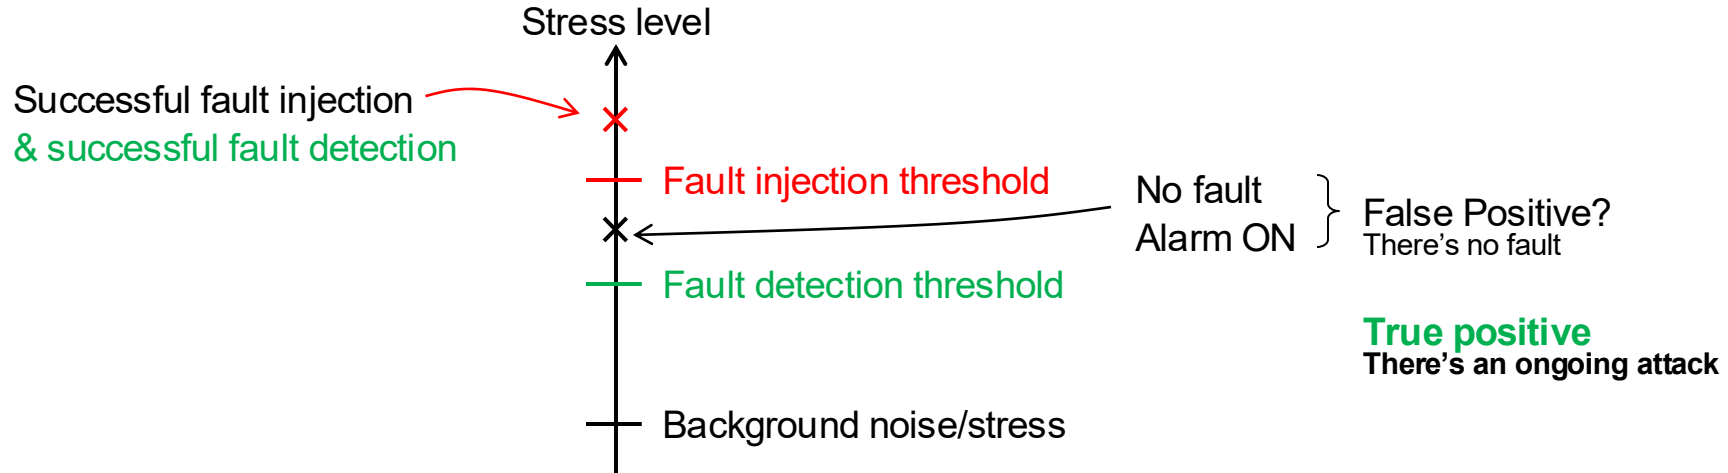 Stress level
Successful fault injection
& successful fault detection
Fault injection threshold
No fault
Alarm ON
False Positive?
There's no fault
Fault detection threshold
True positive
There's an ongoing attack
Background noise/stress